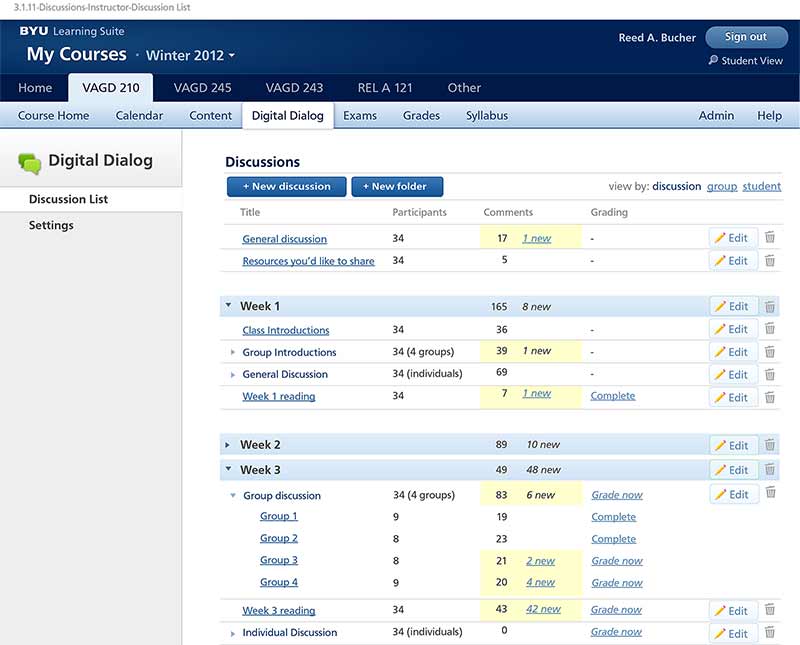 3.1.11-Discussions-Instructor-Discussion List
BYU Learning Suite
Reed A. Bucher Sign out
My Courses · Winter 2012
Student View
Home VAGD 210 VAGD 245 VAGD 243 REL A 121 Other
Course Home Calendar Content Digital Dialog Exams Grades Syllabus Admin Help
Digital Dialog
Discussion List
Settings
Discussions
+ New discussion + New folder view by: discussion group student
Title Participants Comments Grading
General discussion 34 17 1 new - Edit
Resources you'd like to share 34 5 - Edit
Week 1 165 8 new Edit
Class Introductions 34 36 - Edit
Group Introductions 34 (4 groups) 39 1 new - Edit
General Discussion 34 (individuals) 69 - Edit
Week 1 reading 34 7 1 new Complete Edit
Week 2 89 10 new Edit
Week 3 49 48 new Edit
Group discussion 34 (4 groups) 83 6 new Grade now Edit
Group 1 9 19 Complete
Group 2 8 23 Complete
Group 3 8 21 2 new Grade now
Group 4 9 20 4 new Grade now
Week 3 reading 34 43 42 new Grade now Edit
Individual Discussion 34 (individuals) 0 Grade now Edit